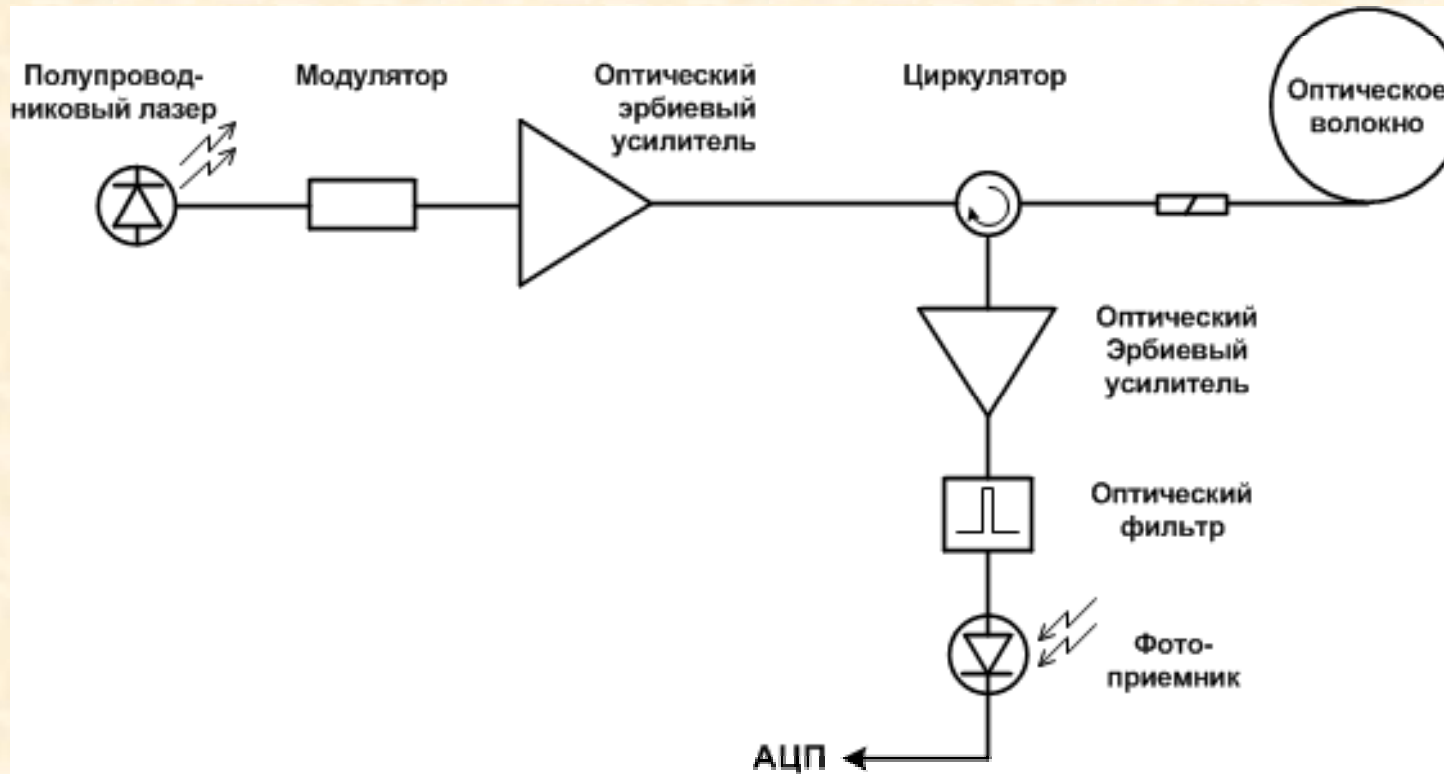 Полупровод-
никовый лазер
Модулятор
Оптический
эрбиевый
усилитель
Циркулятор
Оптическое
волокно
Оптический
Эрбиевый
усилитель
Оптический
фильтр
Фото-
приемник
АЦП